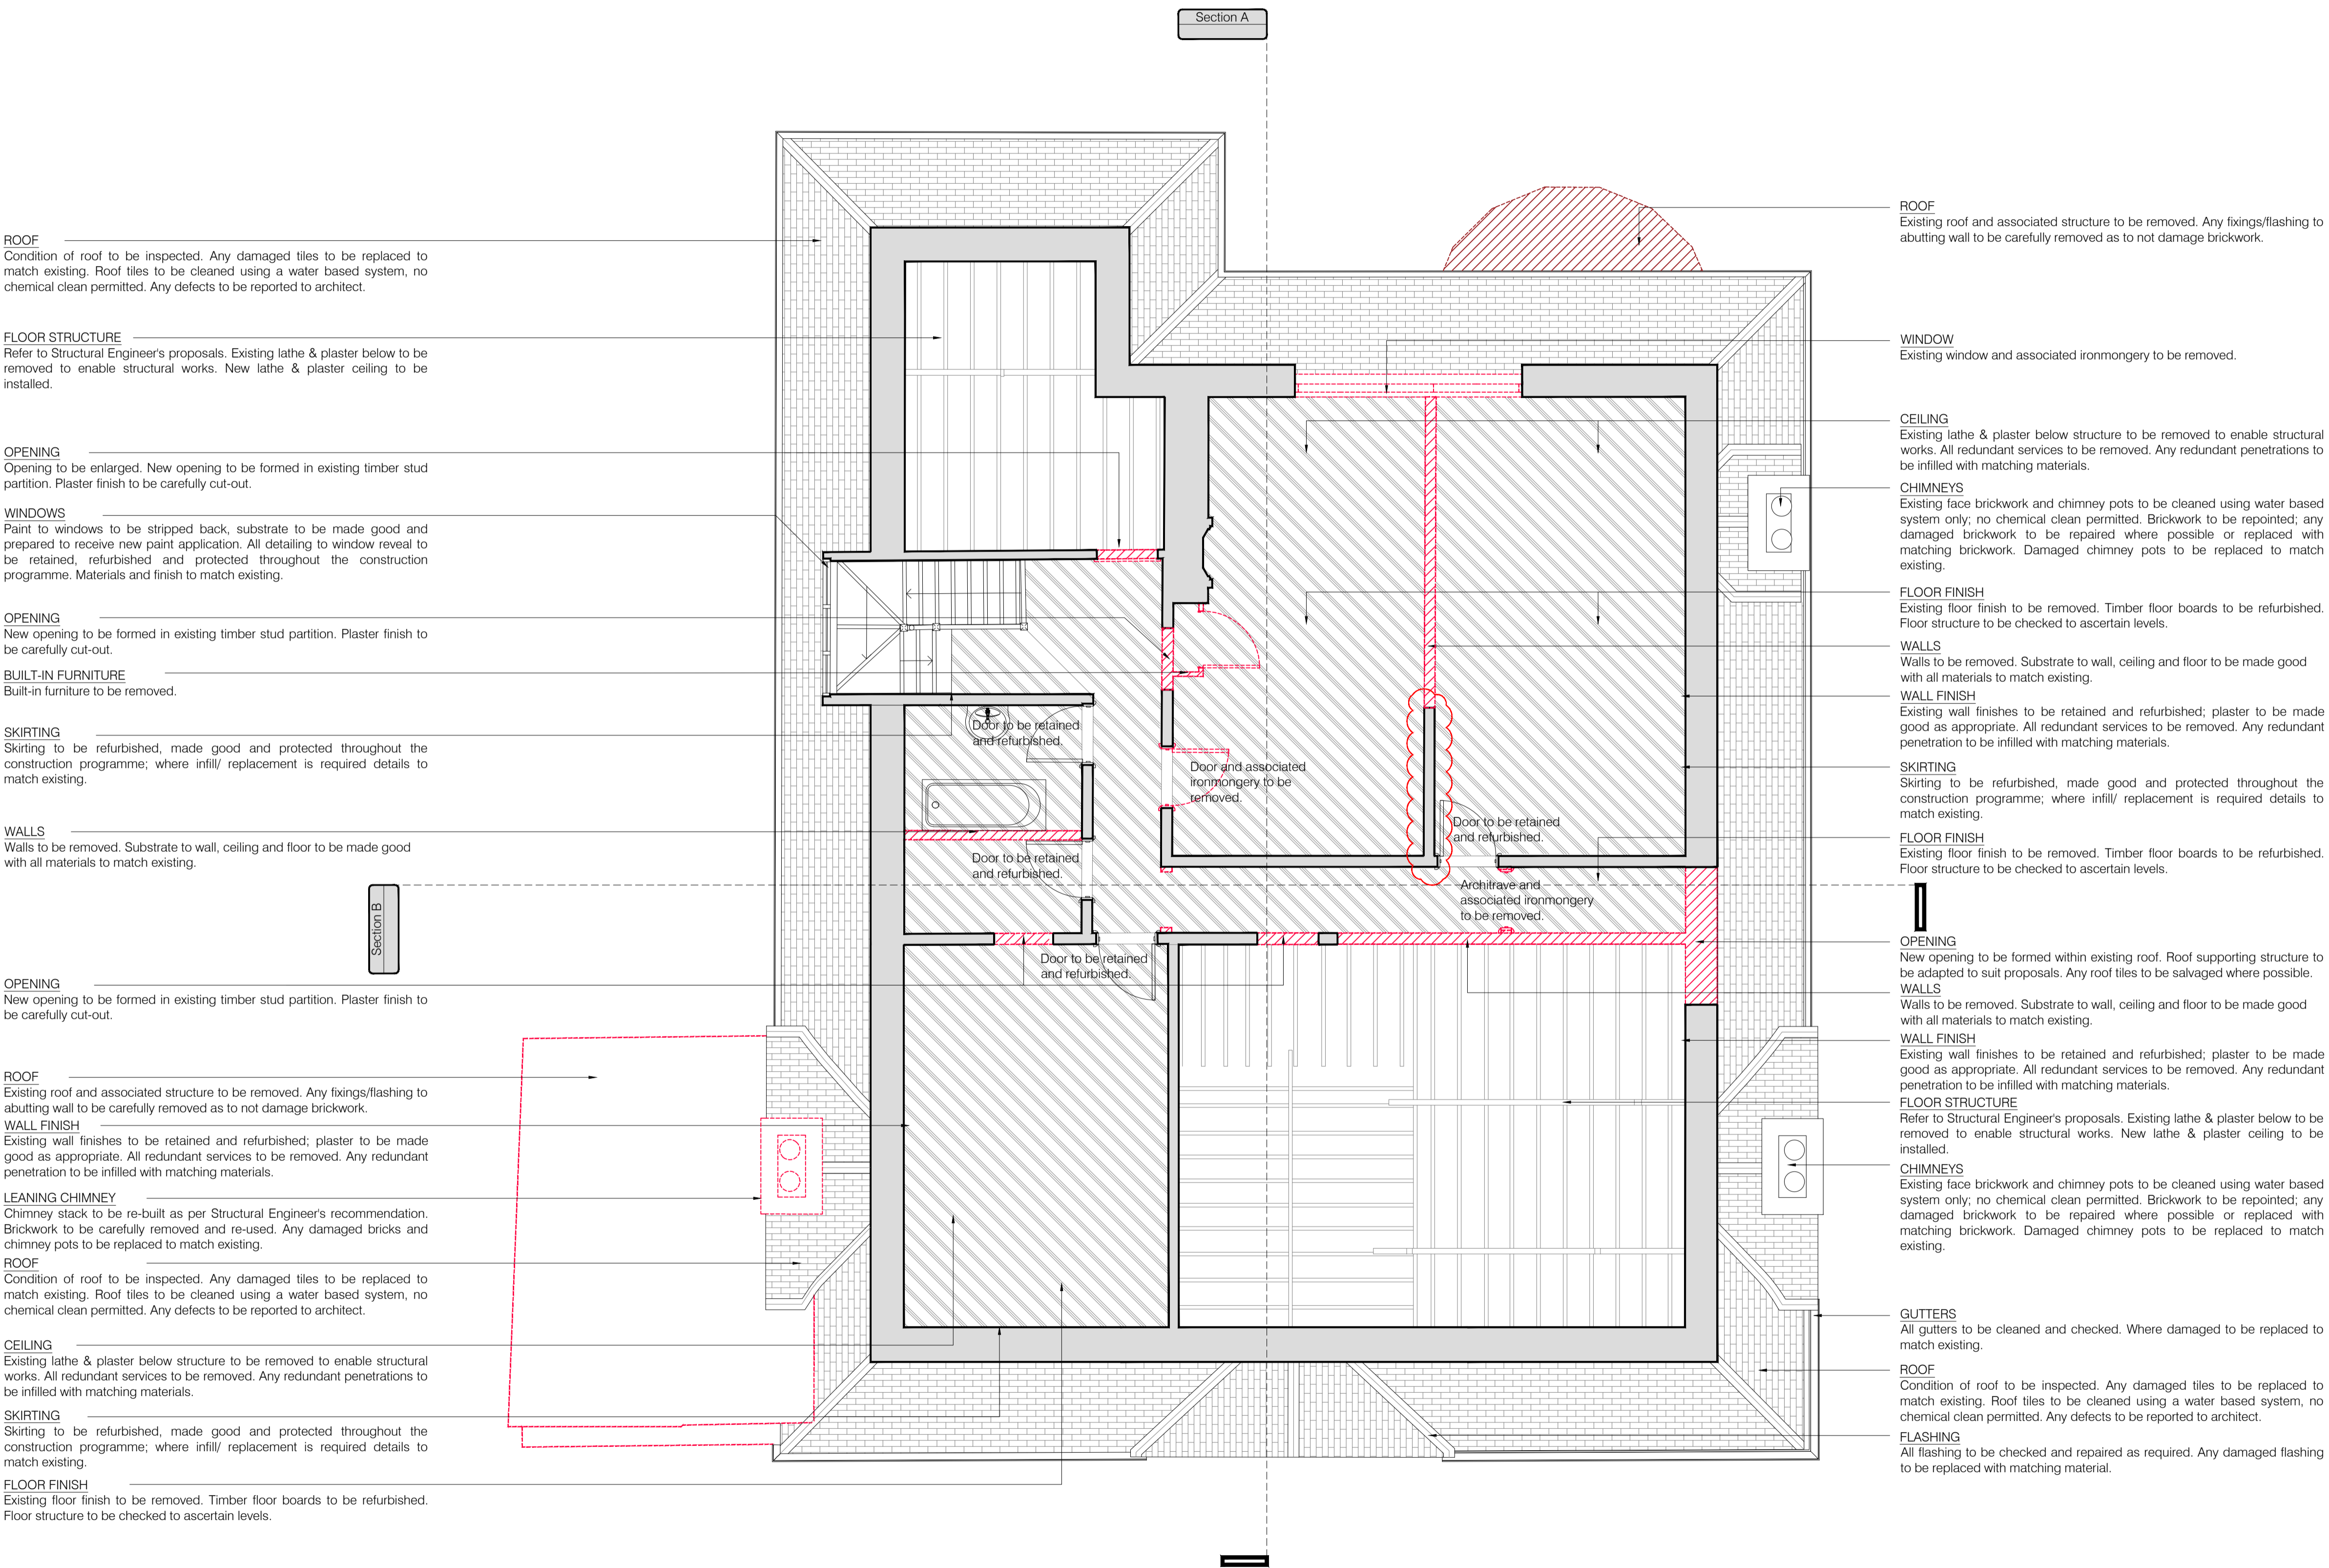 Section A
ROOF
Condition of roof to be inspected. Any damaged tiles to be replaced to
match existing. Roof tiles to be cleaned using a water based system, no
chemical clean permitted. Any defects to be reported to architect.
FLOOR STRUCTURE
Refer to Structural Engineer's proposals. Existing lathe & plaster below to be
removed to enable structural works. New lathe & plaster ceiling to be
installed.
OPENING
Opening to be enlarged. New opening to be formed in existing timber stud
partition. Plaster finish to be carefully cut-out.
WINDOWS
Paint to windows to be stripped back, substrate to be made good and
prepared to receive new paint application. All detailing to window reveal to
be retained, refurbished and protected throughout the construction
programme. Materials and finish to match existing.
OPENING
New opening to be formed in existing timber stud partition. Plaster finish to
be carefully cut-out.
BUILT-IN FURNITURE
Built-in furniture to be removed.
SKIRTING
Skirting to be refurbished, made good and protected throughout the
construction programme; where infill/ replacement is required details to
match existing.
WALLS
Walls to be removed. Substrate to wall, ceiling and floor to be made good
with all materials to match existing.
Section B
OPENING
New opening to be formed in existing timber stud partition. Plaster finish to
be carefully cut-out.
ROOF
Existing roof and associated structure to be removed. Any fixings/flashing to
abutting wall to be carefully removed as to not damage brickwork.
WALL FINISH
Existing wall finishes to be retained and refurbished; plaster to be made
good as appropriate. All redundant services to be removed. Any redundant
penetration to be infilled with matching materials.
LEANING CHIMNEY
Chimney stack to be re-built as per Structural Engineer's recommendation.
Brickwork to be carefully removed and re-used. Any damaged bricks and
chimney pots to be replaced to match existing.
ROOF
Condition of roof to be inspected. Any damaged tiles to be replaced to
match existing. Roof tiles to be cleaned using a water based system, no
chemical clean permitted. Any defects to be reported to architect.
CEILING
Existing lathe & plaster below structure to be removed to enable structural
works. All redundant services to be removed. Any redundant penetrations to
be infilled with matching materials.
SKIRTING
Skirting to be refurbished, made good and protected throughout the
construction programme; where infill/ replacement is required details to
match existing.
FLOOR FINISH
Existing floor finish to be removed. Timber floor boards to be refurbished.
Floor structure to be checked to ascertain levels.
Door to be retained
and refurbished.
Door and associated
ironmongery to be
removed.
Door to be retained
and refurbished.
Door to be retained
and refurbished.
Architrave and
associated ironmongery
to be removed.
Door to be retained
and refurbished.
ROOF
Existing roof and associated structure to be removed. Any fixings/flashing to
abutting wall to be carefully removed as to not damage brickwork.
WINDOW
Existing window and associated ironmongery to be removed.
CEILING
Existing lathe & plaster below structure to be removed to enable structural
works. All redundant services to be removed. Any redundant penetrations to
be infilled with matching materials.
CHIMNEYS
Existing face brickwork and chimney pots to be cleaned using water based
system only; no chemical clean permitted. Brickwork to be repointed; any
damaged brickwork to be repaired where possible or replaced with
matching brickwork. Damaged chimney pots to be replaced to match
existing.
FLOOR FINISH
Existing floor finish to be removed. Timber floor boards to be refurbished.
Floor structure to be checked to ascertain levels.
WALLS
Walls to be removed. Substrate to wall, ceiling and floor to be made good
with all materials to match existing.
WALL FINISH
Existing wall finishes to be retained and refurbished; plaster to be made
good as appropriate. All redundant services to be removed. Any redundant
penetration to be infilled with matching materials.
SKIRTING
Skirting to be refurbished, made good and protected throughout the
construction programme; where infill/ replacement is required details to
match existing.
FLOOR FINISH
Existing floor finish to be removed. Timber floor boards to be refurbished.
Floor structure to be checked to ascertain levels.
OPENING
New opening to be formed within existing roof. Roof supporting structure to
be adapted to suit proposals. Any roof tiles to be salvaged where possible.
WALLS
Walls to be removed. Substrate to wall, ceiling and floor to be made good
with all materials to match existing.
WALL FINISH
Existing wall finishes to be retained and refurbished; plaster to be made
good as appropriate. All redundant services to be removed. Any redundant
penetration to be infilled with matching materials.
FLOOR STRUCTURE
Refer to Structural Engineer's proposals. Existing lathe & plaster below to be
removed to enable structural works. New lathe & plaster ceiling to be
installed.
CHIMNEYS
Existing face brickwork and chimney pots to be cleaned using water based
system only; no chemical clean permitted. Brickwork to be repointed; any
damaged brickwork to be repaired where possible or replaced with
matching brickwork. Damaged chimney pots to be replaced to match
existing.
GUTTERS
All gutters to be cleaned and checked. Where damaged to be replaced to
match existing.
ROOF
Condition of roof to be inspected. Any damaged tiles to be replaced to
match existing. Roof tiles to be cleaned using a water based system, no
chemical clean permitted. Any defects to be reported to architect.
FLASHING
All flashing to be checked and repaired as required. Any damaged flashing
to be replaced with matching material.